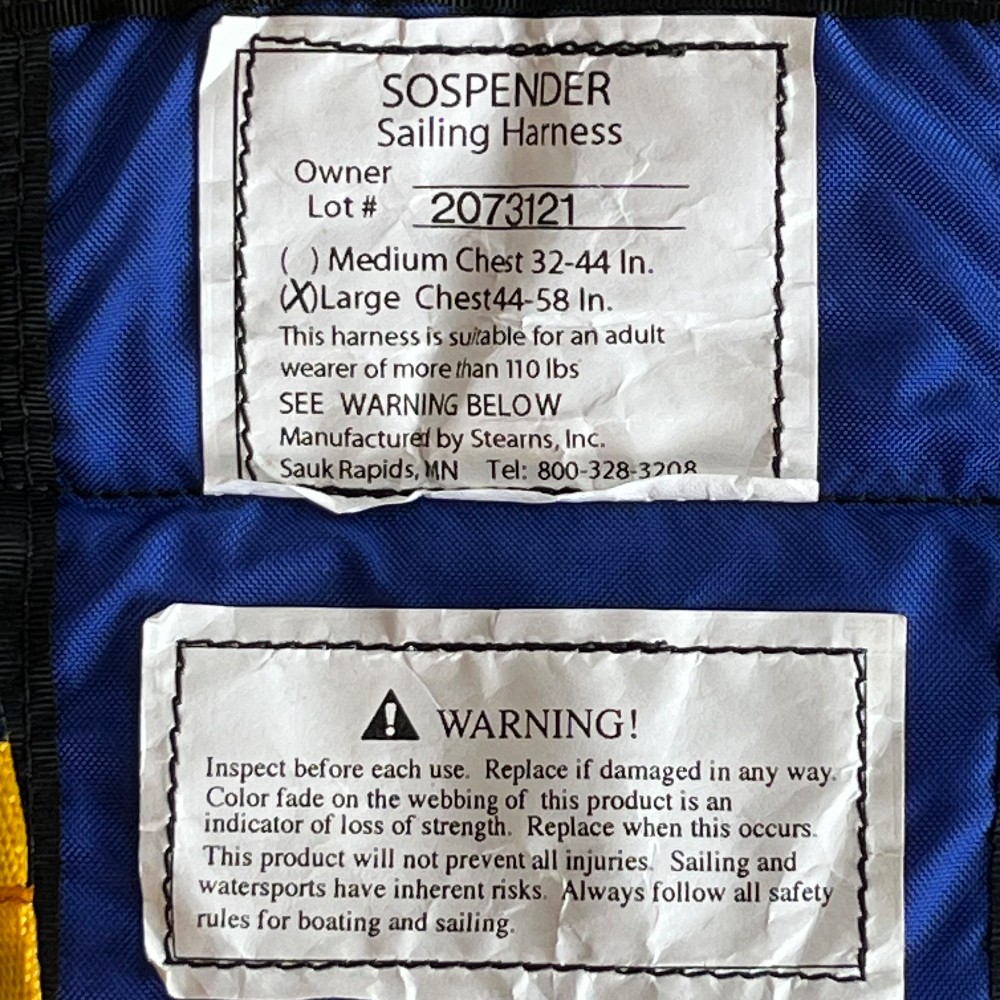 SOSPENDER
Sailing Harness
Owner
Lot # 2073121
( ) Medium Chest 32-44 In.
(X)Large Chest44-58 In.
This harness is suitable for an adult
wearer of more than 110 lbs
SEE WARNING BELOW
Manufactured by Stearns, Inc.
Sauk Rapids, MN Tel: 800-328-3208
WARNING!
Inspect before each use. Replace if damaged in any way.
Color fade on the webbing of this product is an
indicator of loss of strength. Replace when this occurs.
This product will not prevent all injuries. Sailing and
watersports have inherent risks. Always follow all safety
rules for boating and sailing.